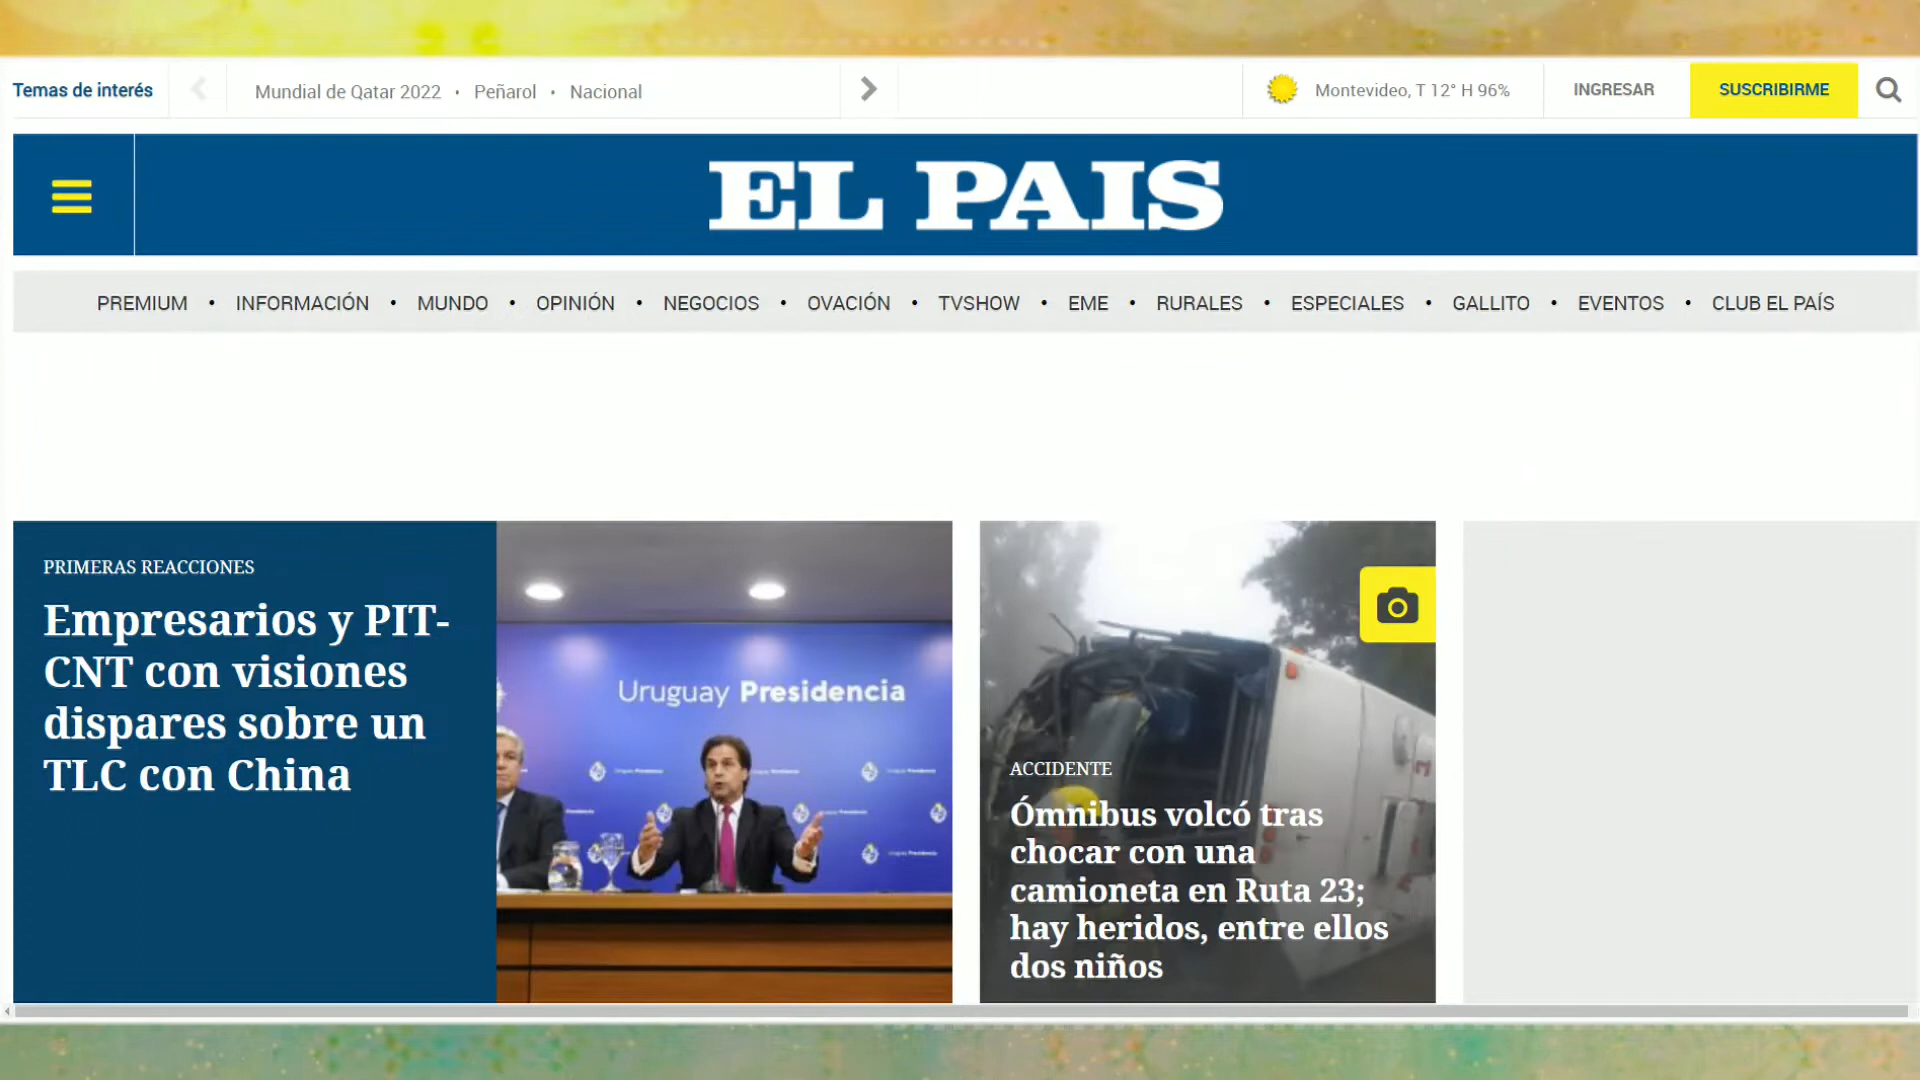 Temas de interés
Mundial de Qatar 2022 • Peñarol • Nacional
Montevideo, T 12° H 96%
INGRESAR
SUSCRIBIRME
EL PAIS
PREMIUM • INFORMACIÓN • MUNDO • OPINIÓN • NEGOCIOS • OVACIÓN • TVSHOW • EME • RURALES • ESPECIALES • GALLITO • EVENTOS • CLUB EL PAÍS
PRIMERAS REACCIONES
Empresarios y PIT-
CNT con visiones
dispares sobre un
TLC con China
Uruguay Presidencia
ACCIDENTE
Ómnibus volcó tras
chocar con una
camioneta en Ruta 23;
hay heridos, entre ellos
dos niños